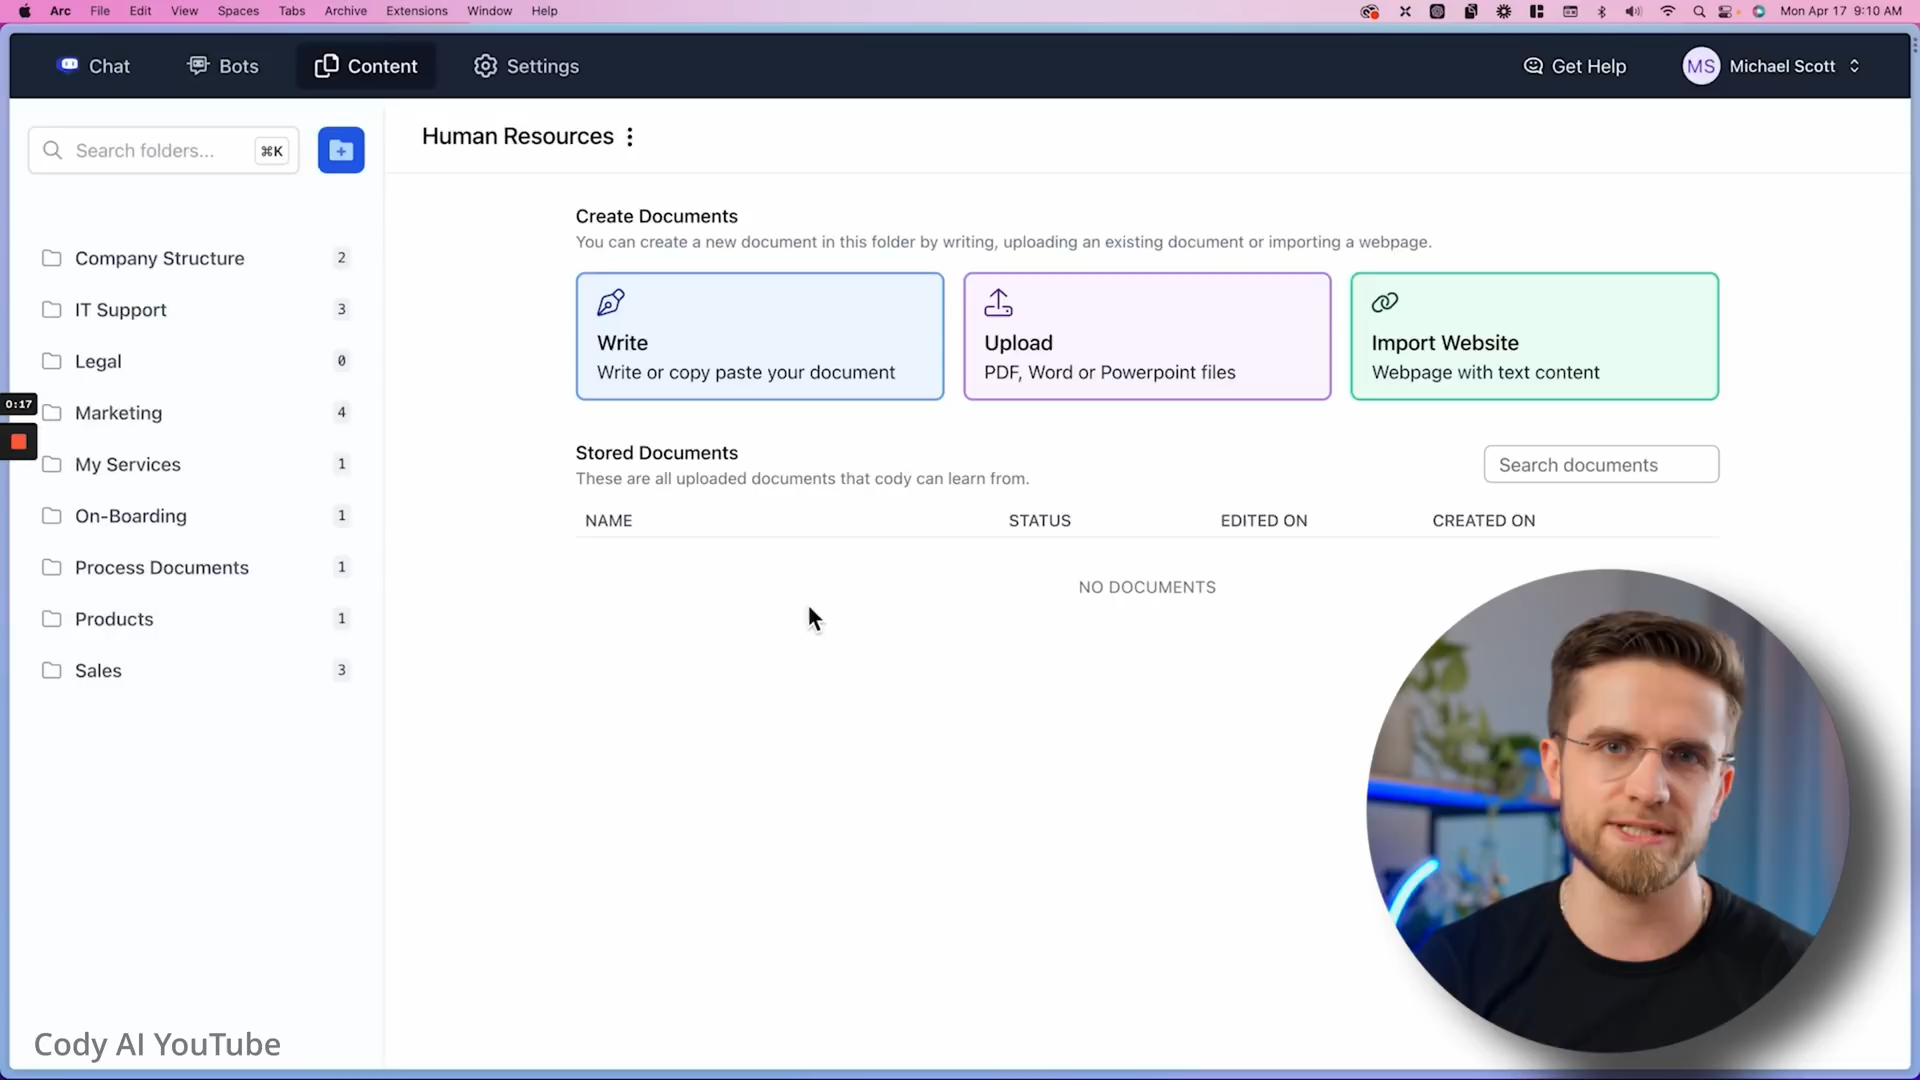 Arc File Edit View Spaces Tabs Archive Extensions Window Help Mon Apr 17 9:10 AM
Chat Bots Content Settings Get Help MS Michael Scott
Search folders... ⌘K
Human Resources
Create Documents
You can create a new document in this folder by writing, uploading an existing document or importing a webpage.
Write
Write or copy paste your document
Upload
PDF, Word or Powerpoint files
Import Website
Webpage with text content
Company Structure 2
IT Support 3
Legal 0
0:17
Marketing 4
My Services 1
On-Boarding 1
Process Documents 1
Products 1
Sales 3
Stored Documents
These are all uploaded documents that cody can learn from.
Search documents
NAME STATUS EDITED ON CREATED ON
NO DOCUMENTS
Cody AI YouTube